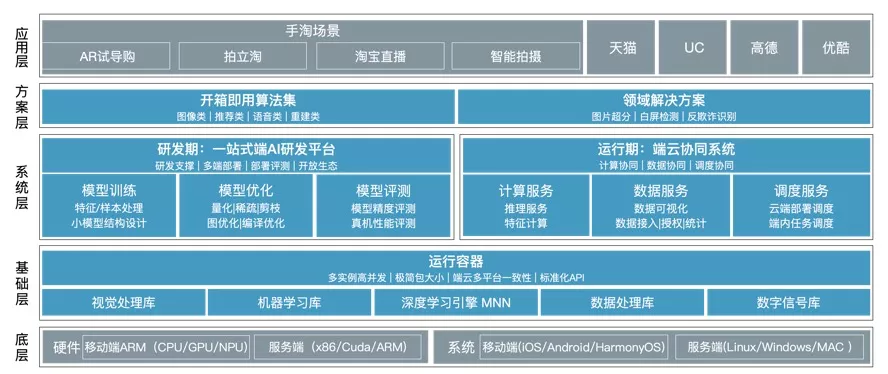 应用层
手淘场景
AR试导购
拍立淘
淘宝直播
智能拍摄
天猫
UC
高德
优酷
方案层
开箱即用算法集
图像类 | 推荐类 | 语音类 | 重建类
领域解决方案
图片超分 | 白屏检测 | 反欺诈识别
系统层
研发期：一站式端AI研发平台
研发支撑 | 多端部署 | 部署评测 | 开放生态
模型训练
特征/样本处理
小模型结构设计
模型优化
量化|稀疏|剪枝
图优化|编译优化
模型评测
模型精度评测
真机性能评测
运行期：端云协同系统
计算协同 | 数据协同 | 调度协同
计算服务
推理服务
特征计算
数据服务
数据可视化
数据接入|授权|统计
调度服务
云端部署调度
端内任务调度
基础层
运行容器
多实例高并发 | 极简包大小 | 端云多平台一致性 | 标准化API
视觉处理库
机器学习库
深度学习引擎 MNN
数据处理库
数字信号库
底层
硬件
移动端ARM（CPU/GPU/NPU)
服务端（x86/Cuda/ARM）
系统
移动端(iOS/Android/HarmonyOS)
服务端(Linux/Windows/MAC ）